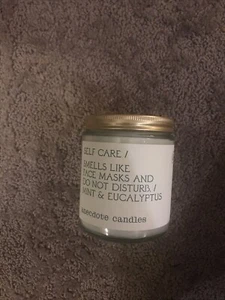 SELF CARE /
SMELLS LIKE
FACE MASKS AND
DO NOT DISTURB /
MINT & EUCALYPTUS
anecdote candles